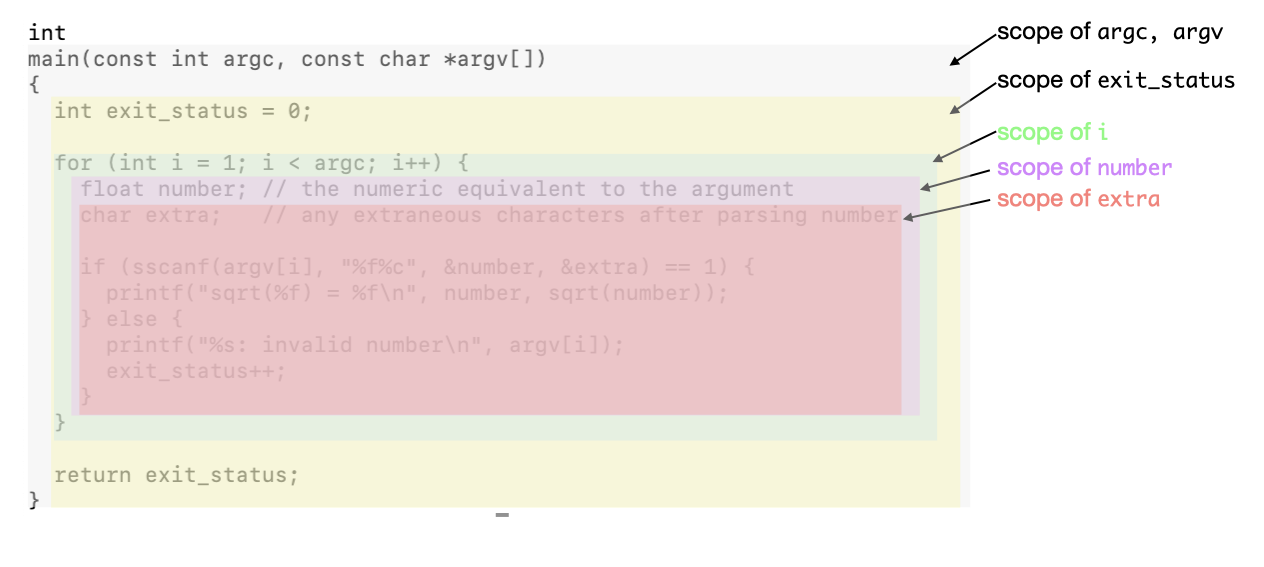 int
main(const int argc, const char *argv[])
{
  int exit_status = 0;

  for (int i = 1; i < argc; i++) {
    float number; // the numeric equivalent to the argument
    char extra;   // any extraneous characters after parsing number

    if (sscanf(argv[i], "%f%c", &number, &extra) == 1) {
      printf("sqrt(%f) = %f\n", number, sqrt(number));
    } else {
      printf("%s: invalid number\n", argv[i]);
      exit_status++;
    }
  }

  return exit_status;
}
scope of argc, argv
scope of exit_status
scope of i
scope of number
scope of extra